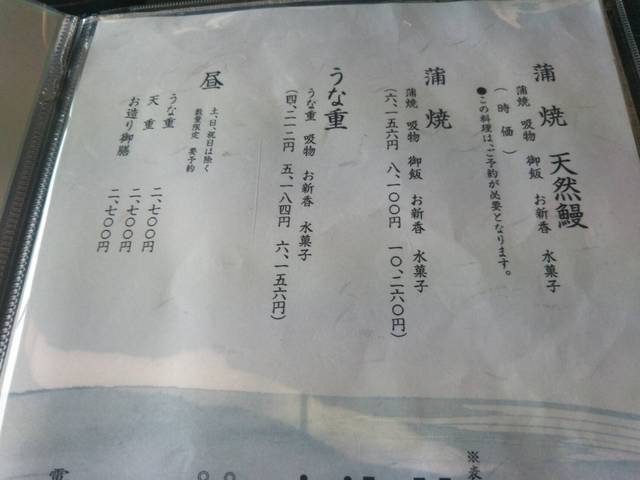 蒲焼 天然鰻
蒲焼 吸物 御飯 お新香 水菓子
(時価)
●この料理は、ご予約が必要となります。
蒲焼
蒲焼 吸物 御飯 お新香 水菓子
(六、一五六円 八、一〇〇円 一〇、二六〇円)
うな重
うな重 吸物 お新香 水菓子
(四、二一二円 五、一八四円 六、一五六円)
昼
土、日、祝日は除く
数量限定 要予約
うな重 二、七〇〇円
天重 二、七〇〇円
お造り御膳 二、七〇〇円
※表